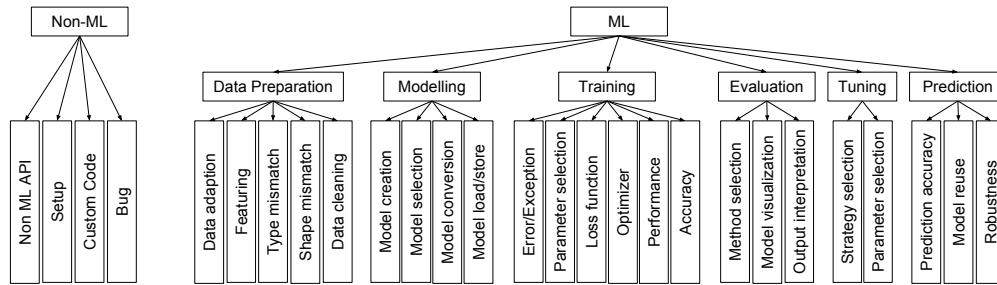 Non-ML
ML
Data Preparation
Modelling
Training
Evaluation
Tuning
Prediction
Non ML API
Setup
Custom Code
Bug
Data adaption
Featuring
Type mismatch
Shape mismatch
Data cleaning
Model creation
Model selection
Model conversion
Model load/store
Error/Exception
Parameter selection
Loss function
Optimizer
Performance
Accuracy
Method selection
Model visualization
Output interpretation
Strategy selection
Parameter selection
Prediction accuracy
Model reuse
Robustness